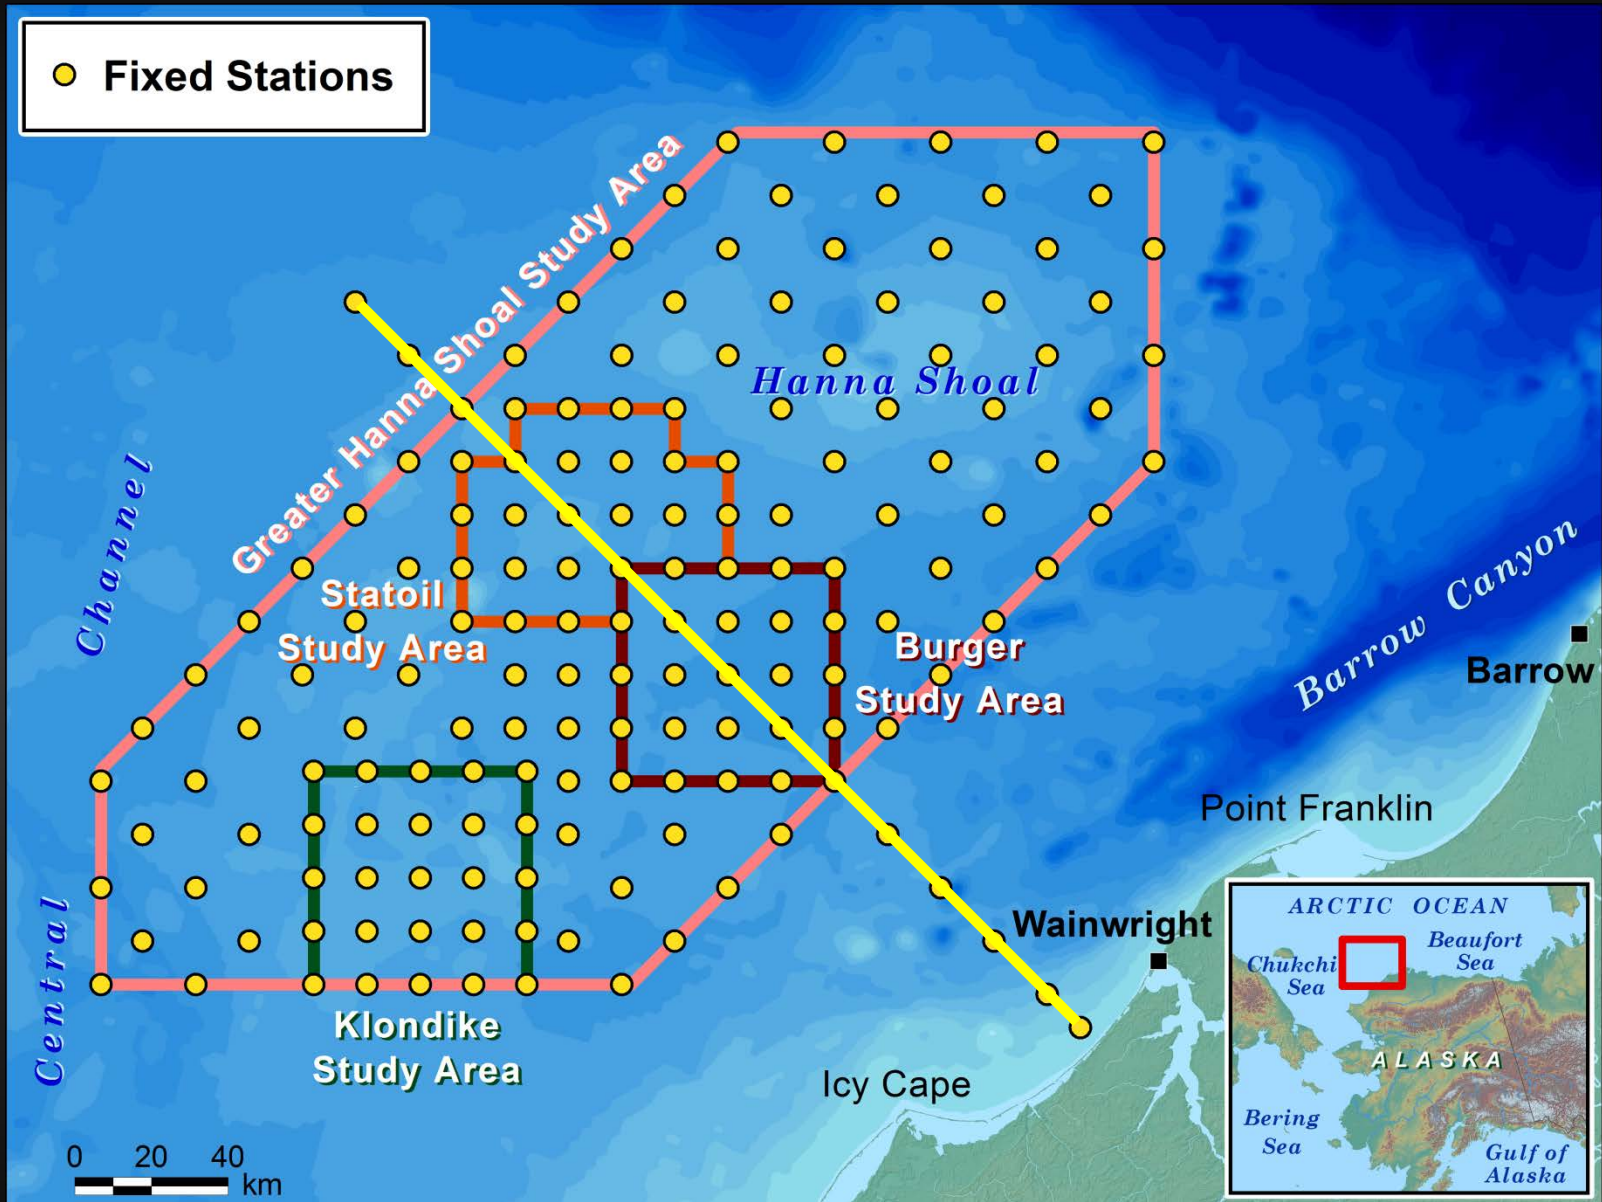 Fixed Stations
Greater Hanna Shoal Study Area
Hanna Shoal
Channel
Statoil
Study Area
Burger
Study Area
Barrow Canyon
Barrow
Point Franklin
Central
Wainwright
Klondike
Study Area
Icy Cape
0 20 40
km
ARCTIC OCEAN
Beaufort
Sea
Chukchi
Sea
ALASKA
Bering
Sea
Gulf of
Alaska